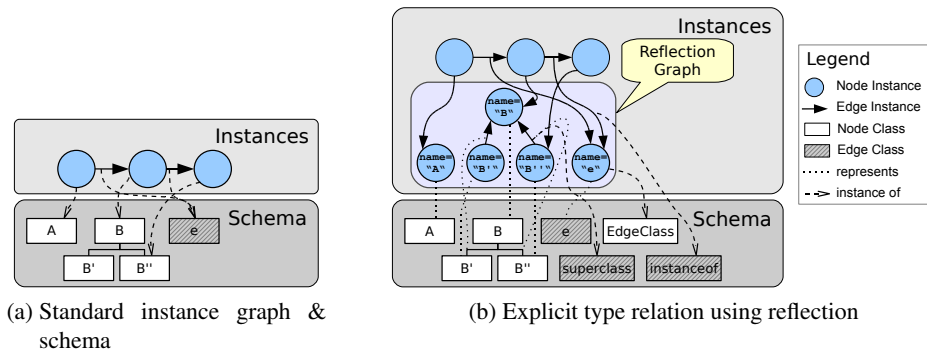 Instances
Schema
A
B
e
B'
B"
(a) Standard instance graph &
schema
Instances
Reflection
Graph
name=
"B"
name=
"A"
name=
"B'"
name=
"B''"
name=
"e"
Schema
A
B
e
EdgeClass
B'
B"
superclass
instanceof
(b) Explicit type relation using reflection
Legend
Node Instance
Edge Instance
Node Class
Edge Class
represents
instance of